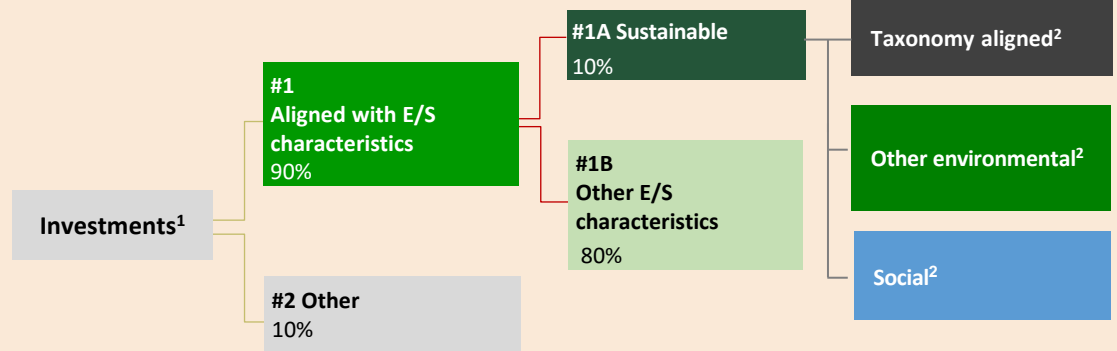 Investments¹
#1
Aligned with E/S
characteristics
90%
#2 Other
10%
#1A Sustainable
10%
#1B
Other E/S
characteristics
80%
Taxonomy aligned²
Other environmental²
Social²